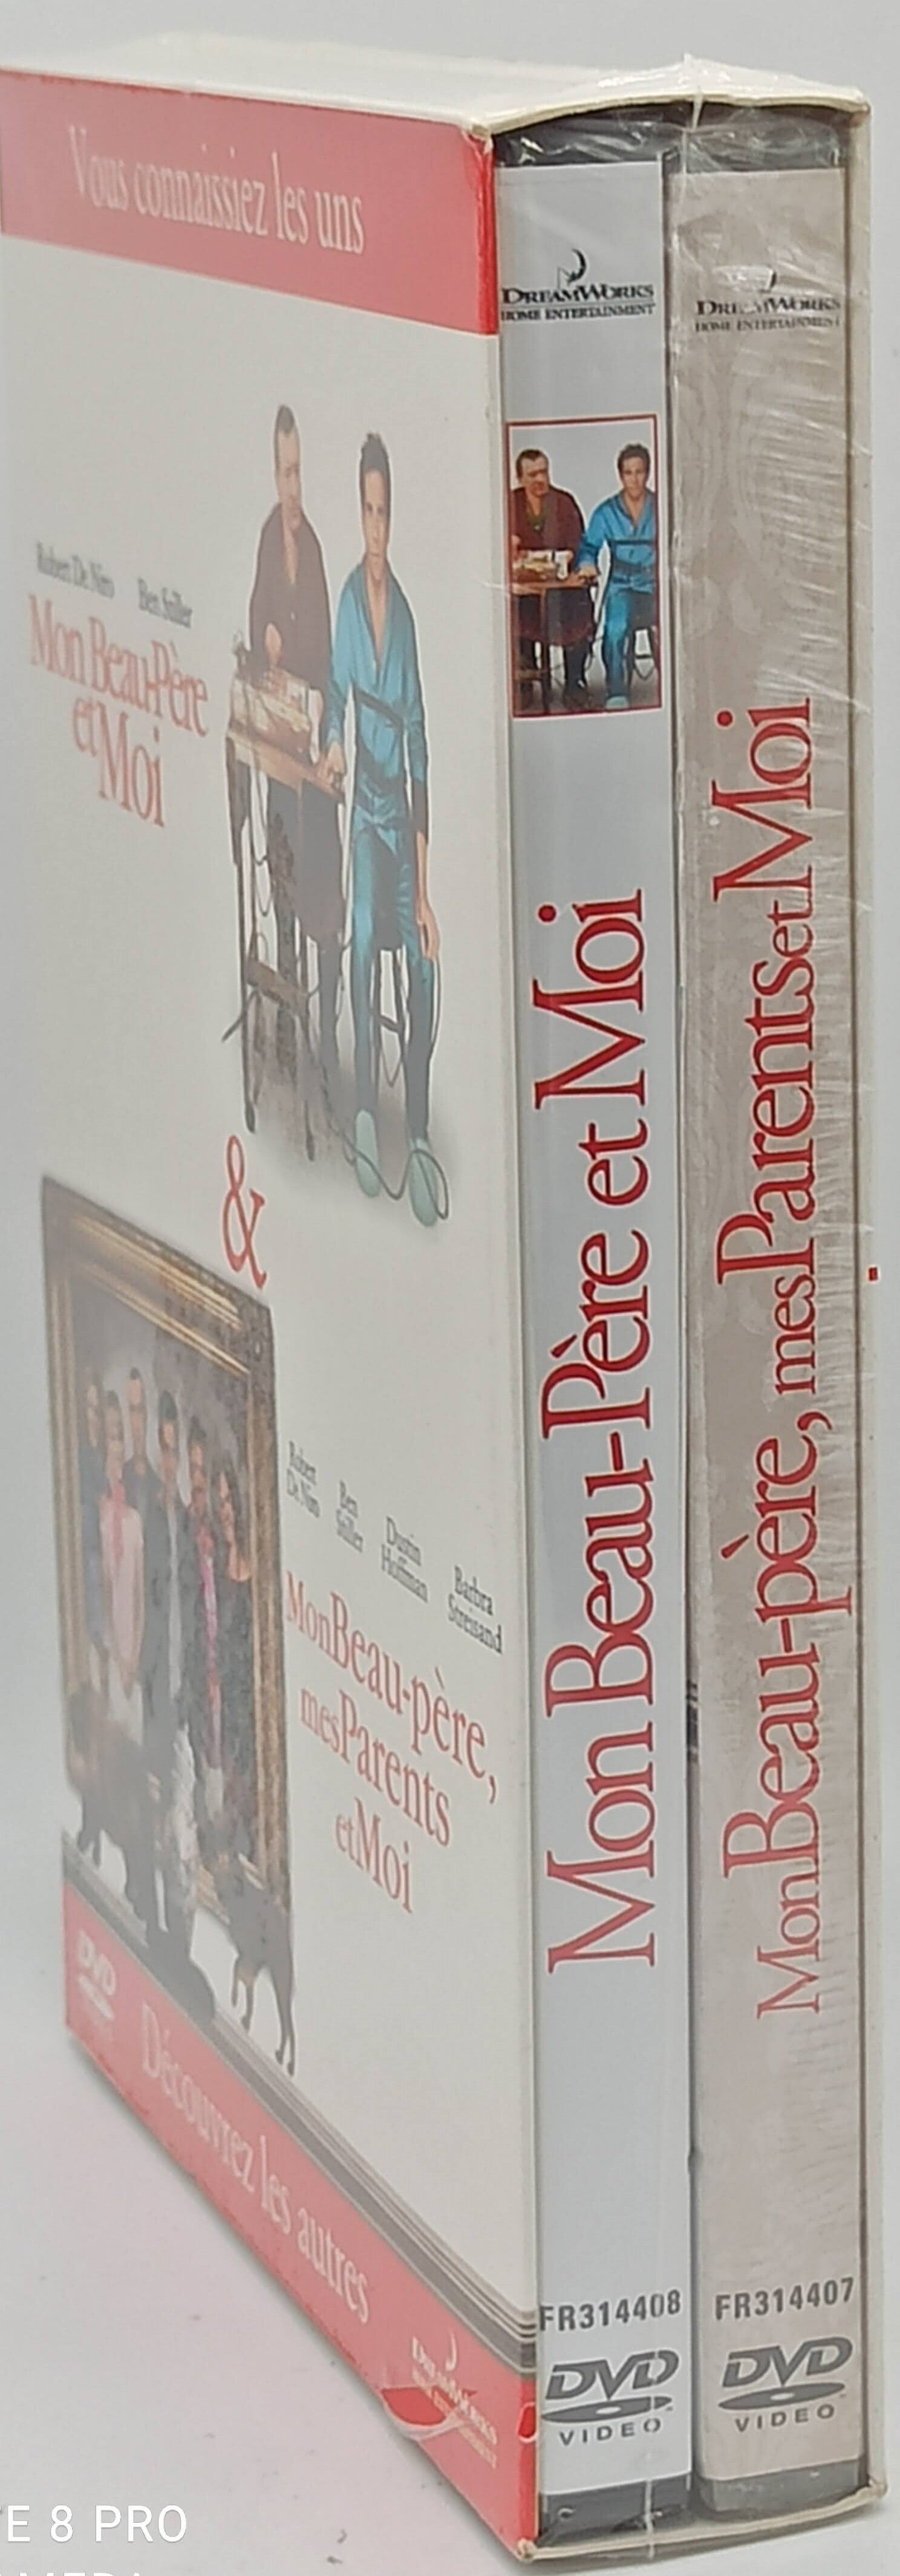 Vous connaissiez les uns
Robert De Niro Ben Stiller
Mon Beau-Père
et Moi
&
Robert De Niro Ben Stiller Dustin Hoffman Barbra Streisand
Mon Beau-père,
mes Parents
et Moi
DVD
Découvrez les autres
DREAMWORKS
HOME ENTERTAINMENT
DREAMWORKS
HOME ENTERTAINMENT
Mon Beau-Père et Moi
FR314408
DVD
VIDEO
DREAMWORKS
HOME ENTERTAINMENT
Mon Beau-père, mes Parents et Moi
FR314407
DVD
VIDEO
E 8 PRO